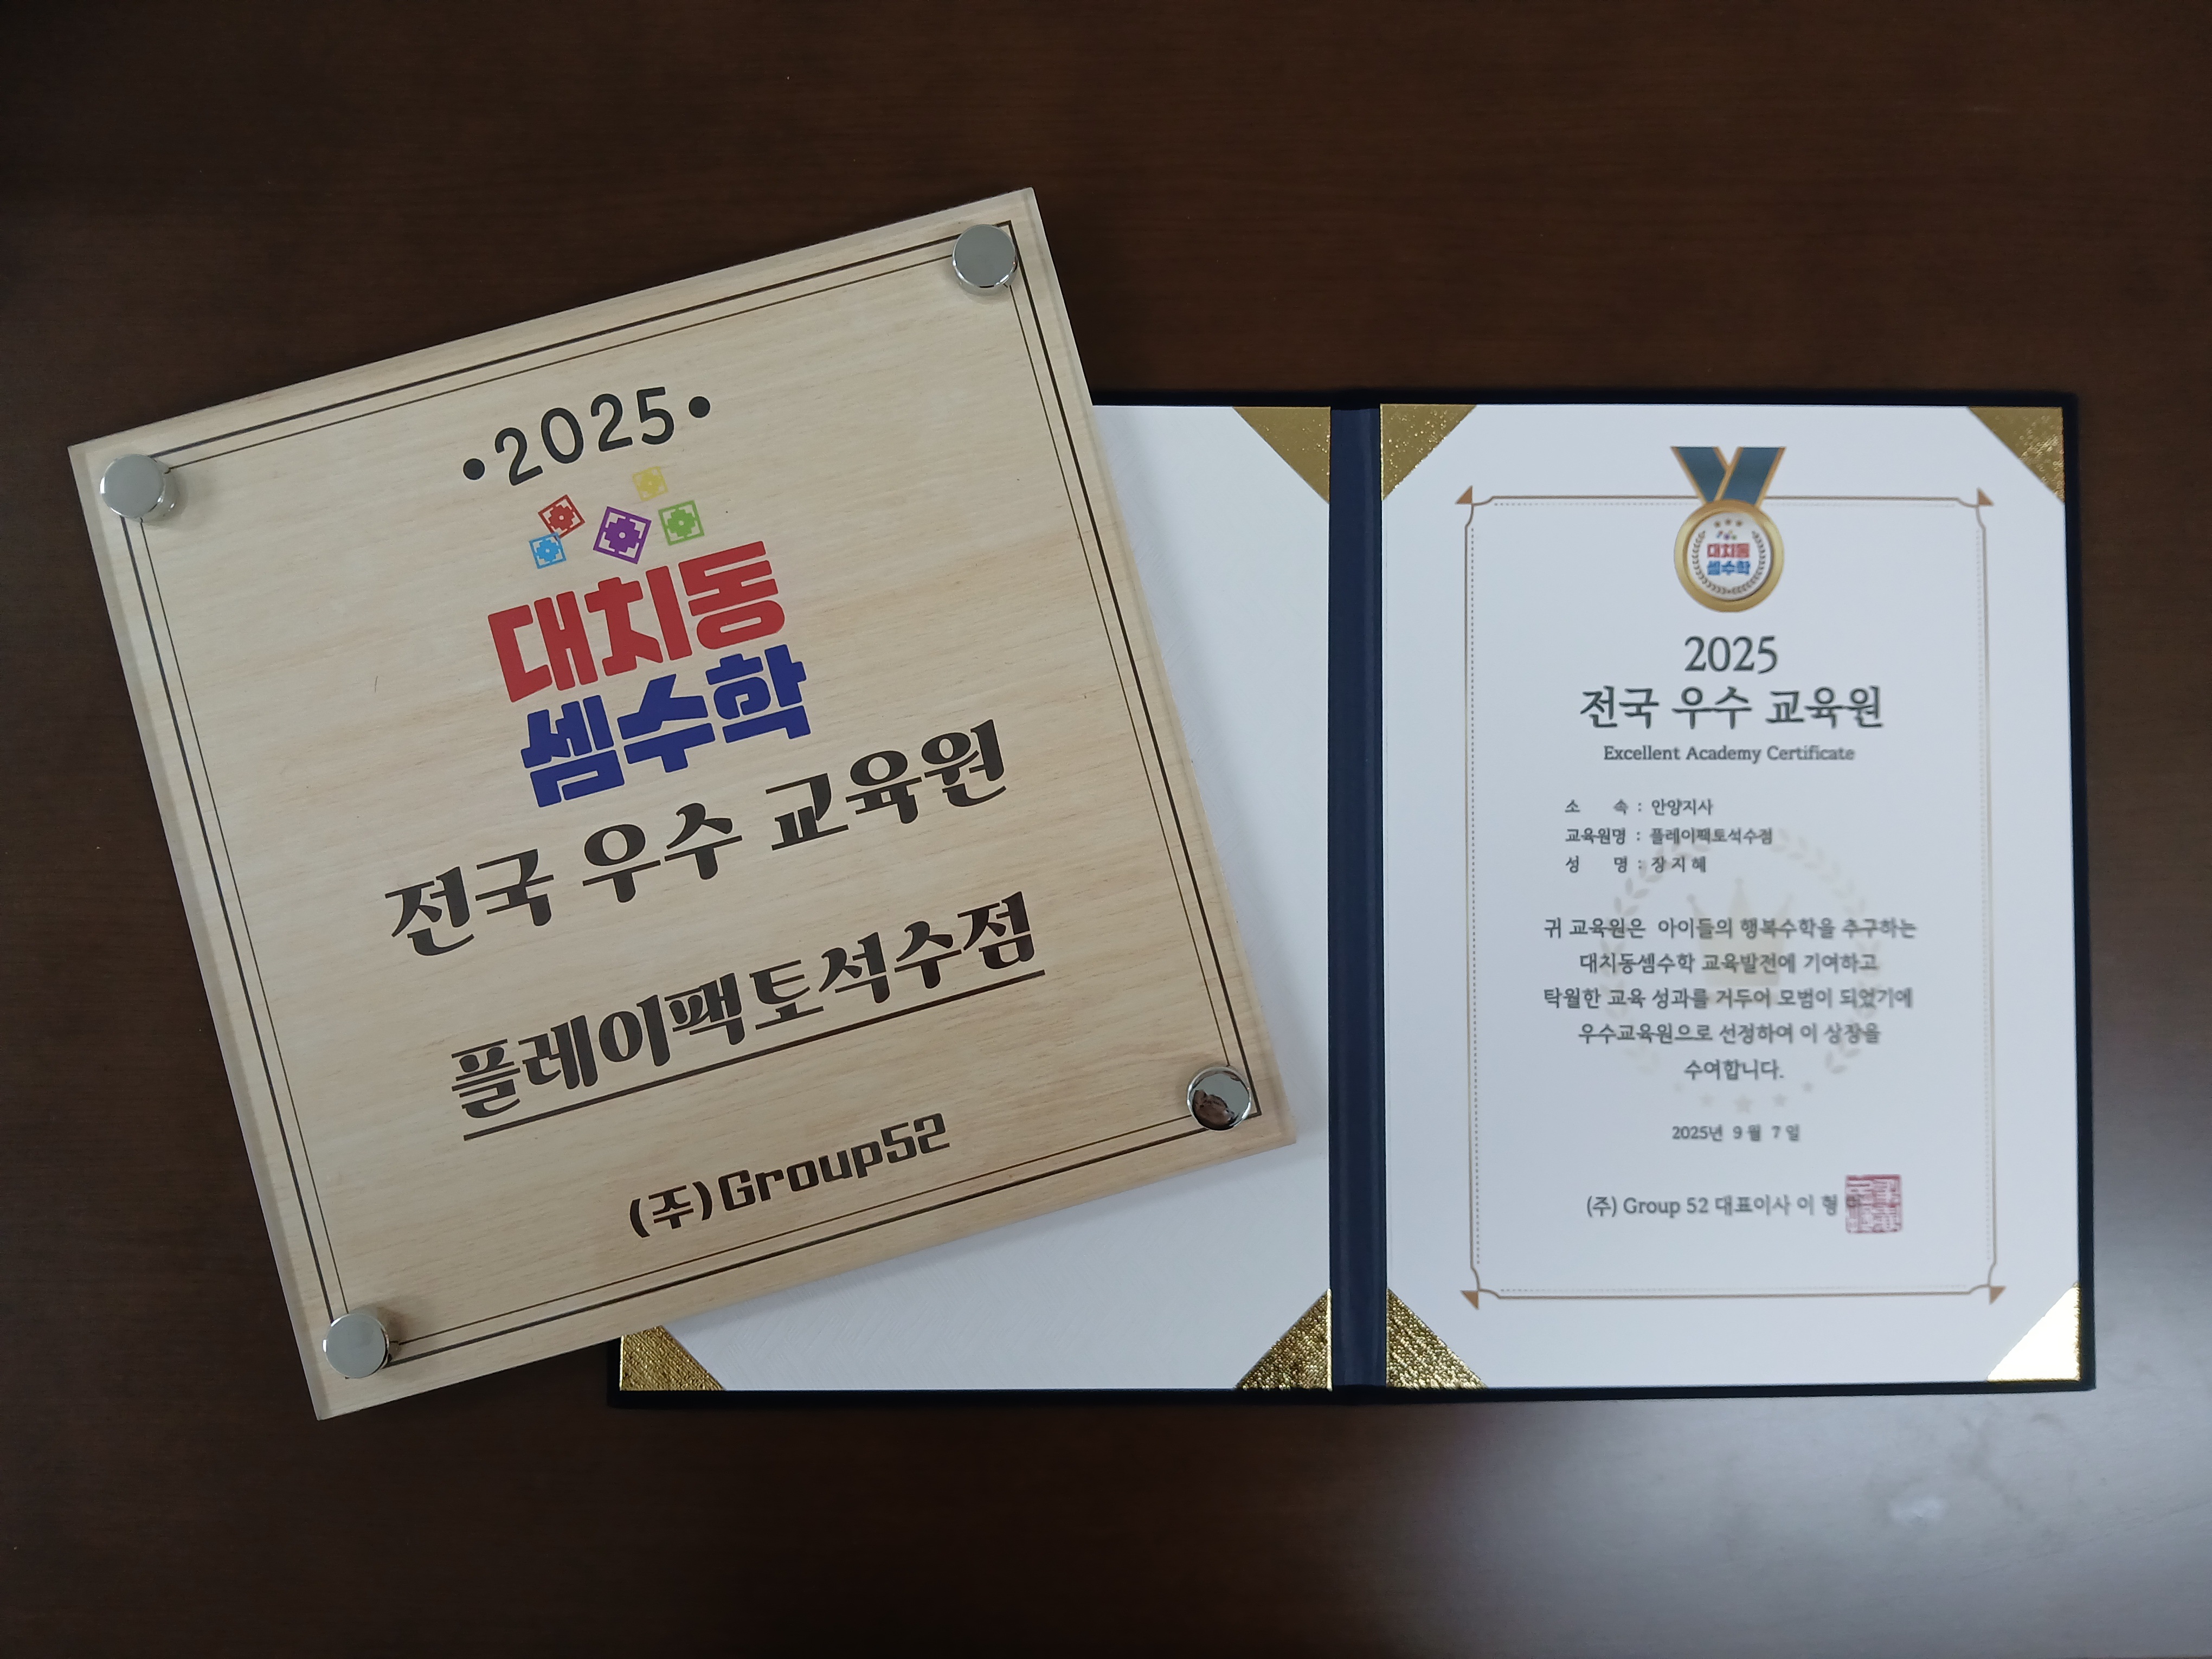 •2025•
대치동
셈수학
전국 우수 교육원
플레이팩토석수점
(주)Group52
대치동
셈수학
2025
전국 우수 교육원
Excellent Academy Certificate
소 속 : 안양지사
교육원명 : 플레이팩토석수점
성 명 : 장 지 혜
귀 교육원은 아이들의 행복수학을 추구하는
대치동셈수학 교육발전에 기여하고
탁월한 교육 성과를 거두어 모범이 되었기에
우수교육원으로 선정하여 이 상장을
수여합니다.
2025년 9 월 7 일
(주) Group 52 대표이사 이 형